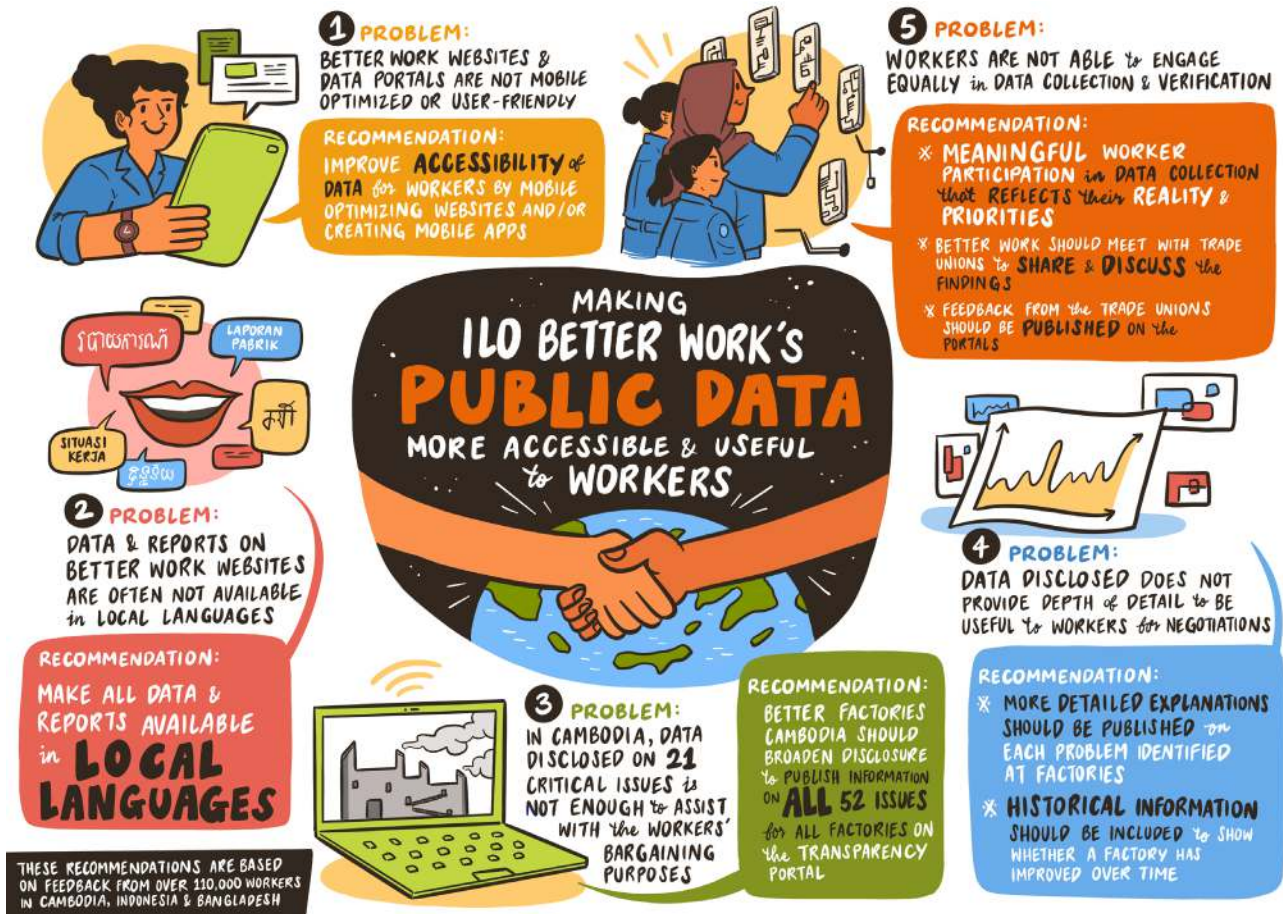 MAKING
ILO BETTER WORK'S
PUBLIC DATA
MORE ACCESSIBLE & USEFUL
to WORKERS
1 PROBLEM:
BETTER WORK WEBSITES &
DATA PORTALS ARE NOT MOBILE
OPTIMIZED OR USER-FRIENDLY
RECOMMENDATION:
IMPROVE ACCESSIBILITY of
DATA for WORKERS BY MOBILE
OPTIMIZING WEBSITES AND/OR
CREATING MOBILE APPS
របាយការណ៍
LAPORAN
PABRIK
SITUASI
KERJA
ទិន្នន័យ
2 PROBLEM:
DATA & REPORTS ON
BETTER WORK WEBSITES
ARE OFTEN NOT AVAILABLE
in LOCAL LANGUAGES
RECOMMENDATION:
MAKE ALL DATA &
REPORTS AVAILABLE
in LOCAL
LANGUAGES
3 PROBLEM:
IN CAMBODIA, DATA
DISCLOSED ON 21
CRITICAL ISSUES is
NOT ENOUGH to ASSIST
WITH the WORKERS'
BARGAINING
PURPOSES
RECOMMENDATION:
BETTER FACTORIES
CAMBODIA SHOULD
BROADEN DISCLOSURE
to PUBLISH INFORMATION
ON ALL 52 ISSUES
for ALL FACTORIES ON
the TRANSPARENCY
PORTAL
4 PROBLEM:
DATA DISCLOSED DOES NOT
PROVIDE DEPTH of DETAIL to BE
USEFUL to WORKERS for NEGOTIATIONS
RECOMMENDATION:
* MORE DETAILED EXPLANATIONS
SHOULD BE PUBLISHED on
EACH PROBLEM IDENTIFIED
AT FACTORIES
* HISTORICAL INFORMATION
SHOULD BE INCLUDED to SHOW
WHETHER A FACTORY HAS
IMPROVED OVER TIME
5 PROBLEM:
WORKERS ARE NOT ABLE to ENGAGE
EQUALLY in DATA COLLECTION & VERIFICATION
RECOMMENDATION:
* MEANINGFUL WORKER
PARTICIPATION in DATA COLLECTION
that REFLECTS their REALITY &
PRIORITIES
* BETTER WORK SHOULD MEET WITH TRADE
UNIONS to SHARE & DISCUSS the
FINDINGS
* FEEDBACK FROM the TRADE UNIONS
SHOULD BE PUBLISHED ON the
PORTALS
THESE RECOMMENDATIONS ARE BASED
ON FEEDBACK FROM OVER 110,000 WORKERS
IN CAMBODIA, INDONESIA & BANGLADESH